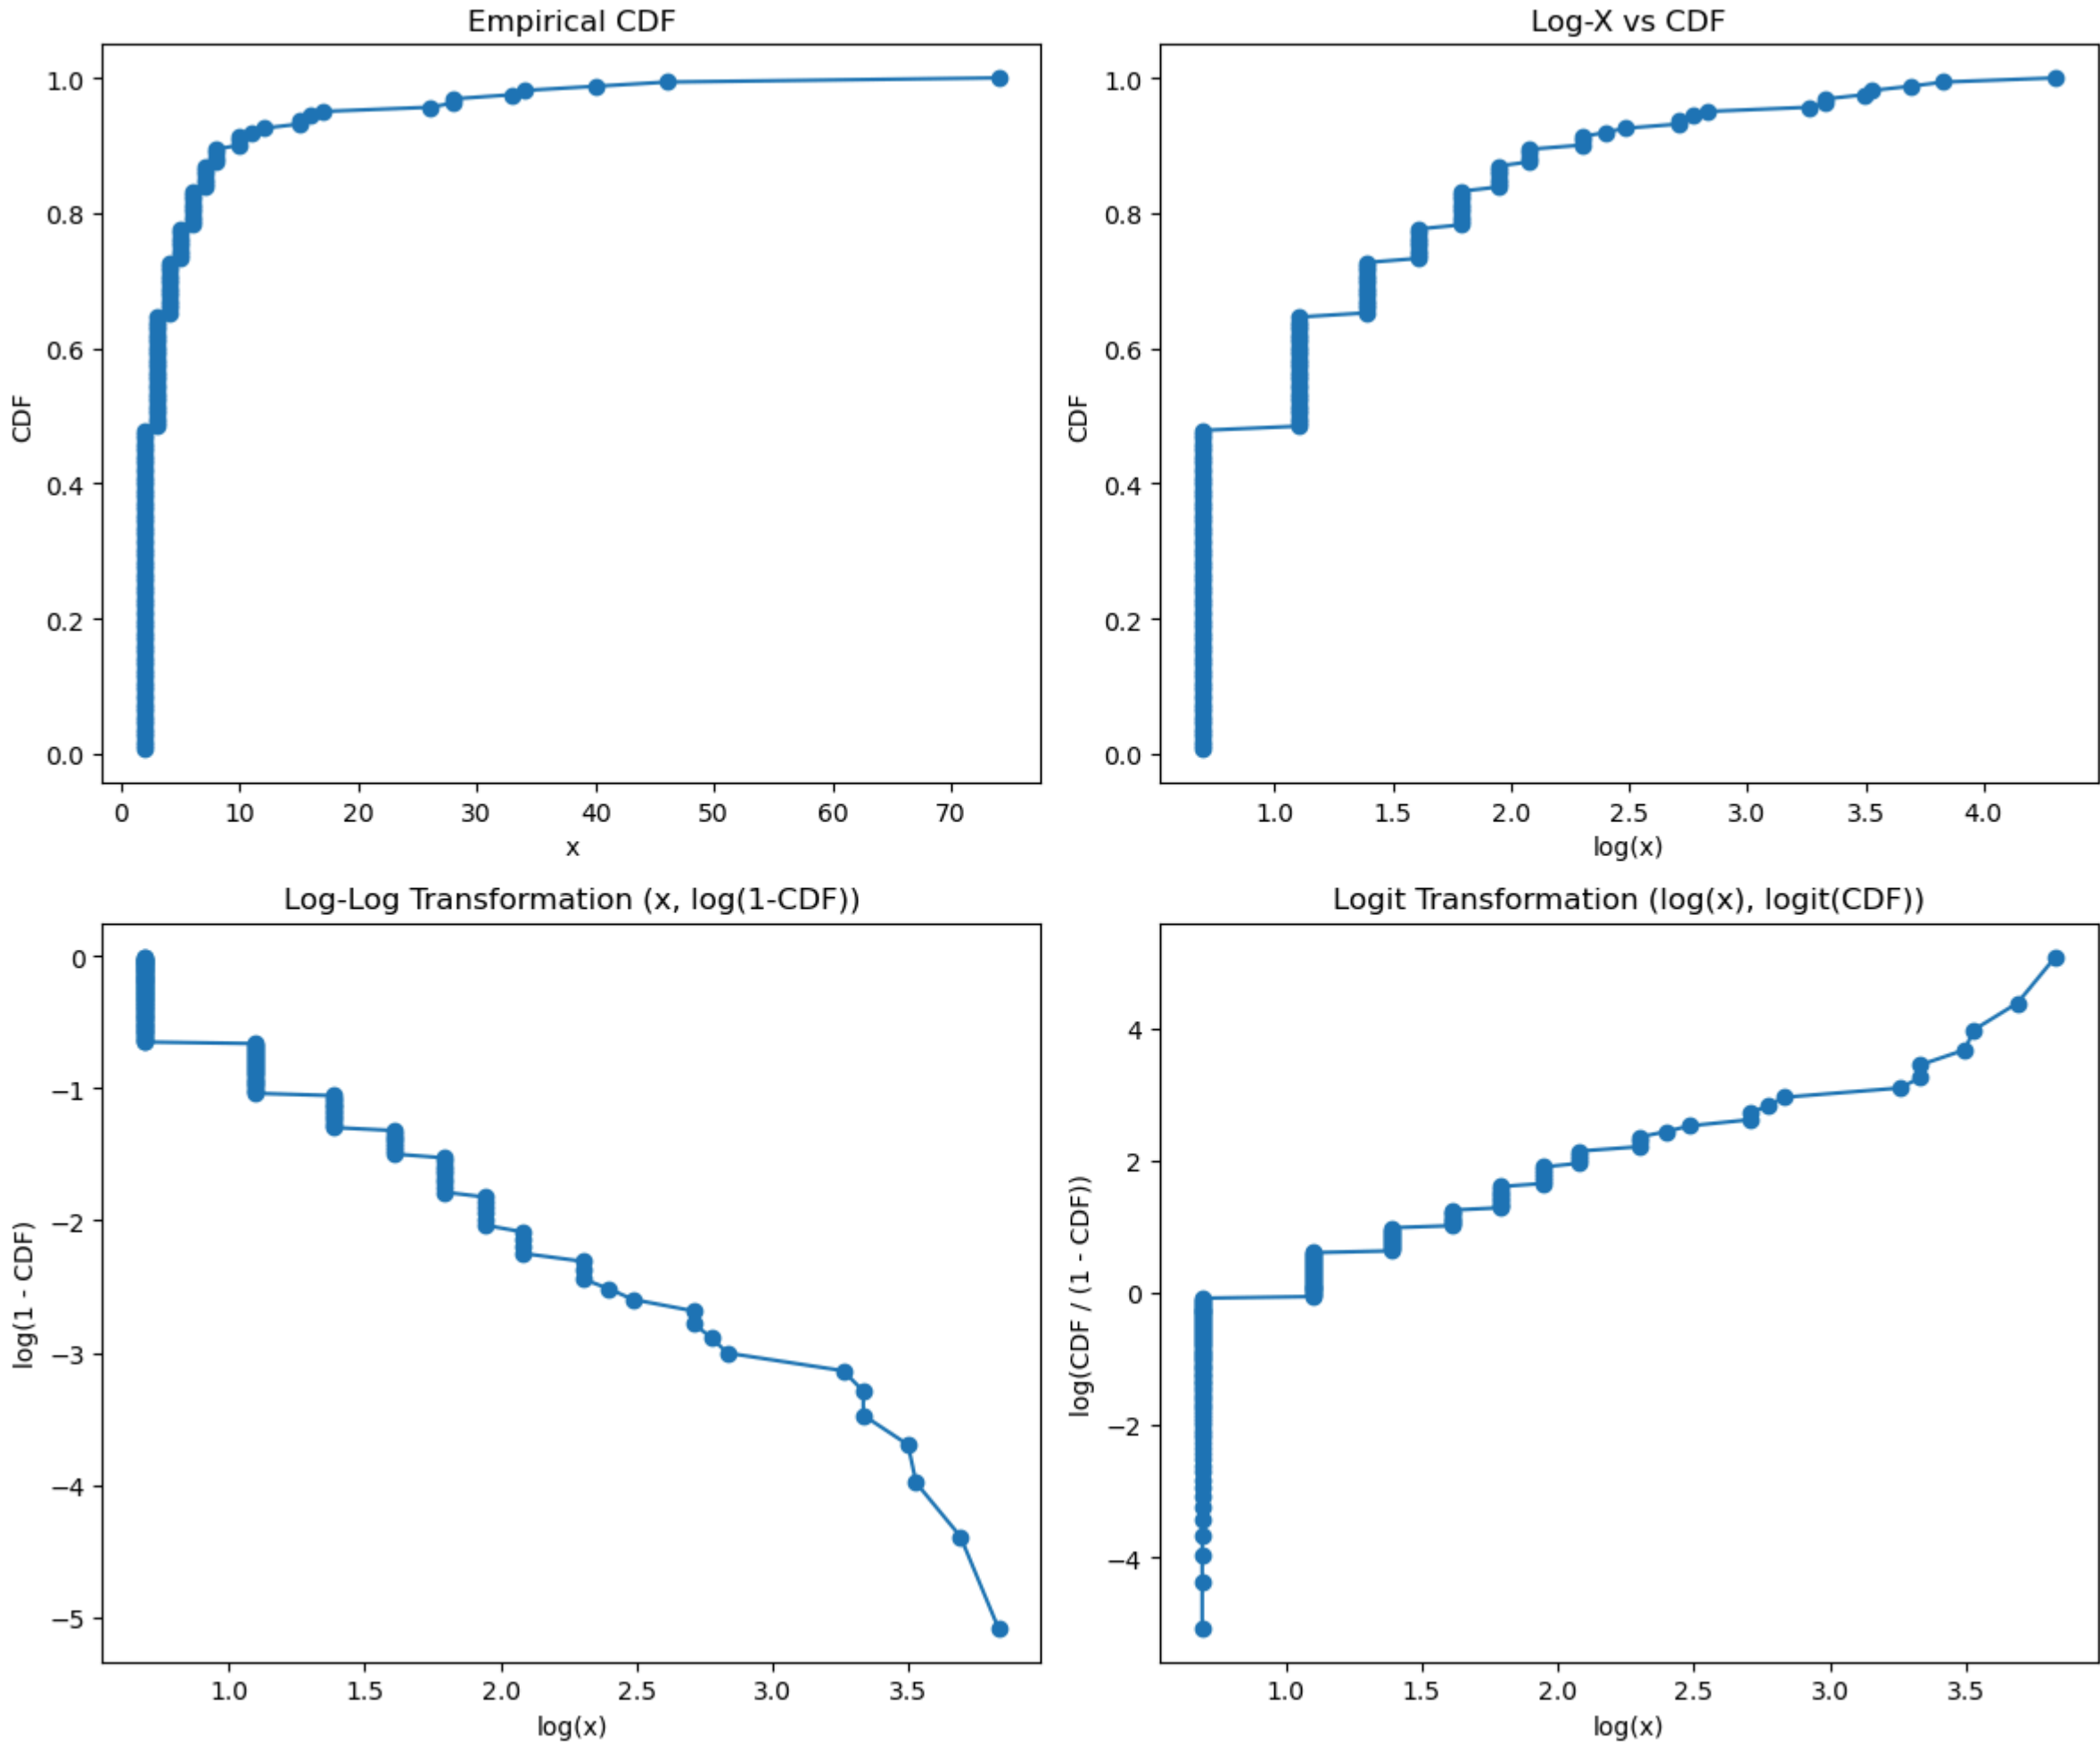 Empirical CDF
1.0
0.8
0.6
0.4
0.2
0.0
CDF
0 10 20 30 40 50 60 70
x
Log-X vs CDF
1.0
0.8
0.6
0.4
0.2
0.0
CDF
1.0 1.5 2.0 2.5 3.0 3.5 4.0
log(x)
Log-Log Transformation (x, log(1-CDF))
0
−1
−2
−3
−4
−5
log(1 - CDF)
1.0 1.5 2.0 2.5 3.0 3.5
log(x)
Logit Transformation (log(x), logit(CDF))
4
2
0
−2
−4
log(CDF / (1 - CDF))
1.0 1.5 2.0 2.5 3.0 3.5
log(x)